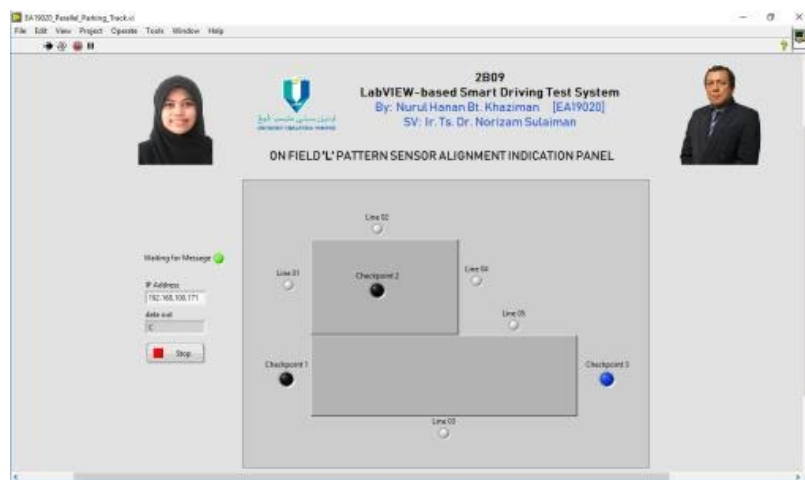 EA19020_Parallel_Parking_Track.vi
File Edit View Project Operate Tools Window Help
2B09
LabVIEW-based Smart Driving Test System
By: Nurul Hanan Bt. Khaziman [EA19020]
SV: Ir. Ts. Dr. Norizam Sulaiman
ON FIELD 'L' PATTERN SENSOR ALIGNMENT INDICATION PANEL
Line 02
Waiting for Message
Line 01
Checkpoint 2
Line 04
IP Address
192.168.108.171
data out
C
Line 05
Stop
Checkpoint 1
Checkpoint 3
Line 03